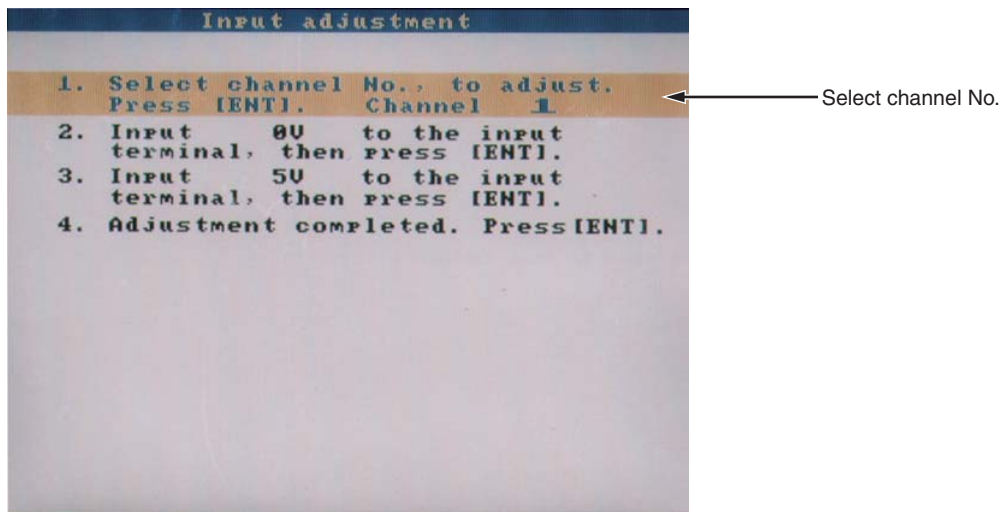 Input adjustment
1. Select channel No., to adjust.
Press [ENT]. Channel 1
Select channel No.
2. Input 0V to the input
terminal, then press [ENT].
3. Input 5V to the input
terminal, then press [ENT].
4. Adjustment completed. Press[ENT].